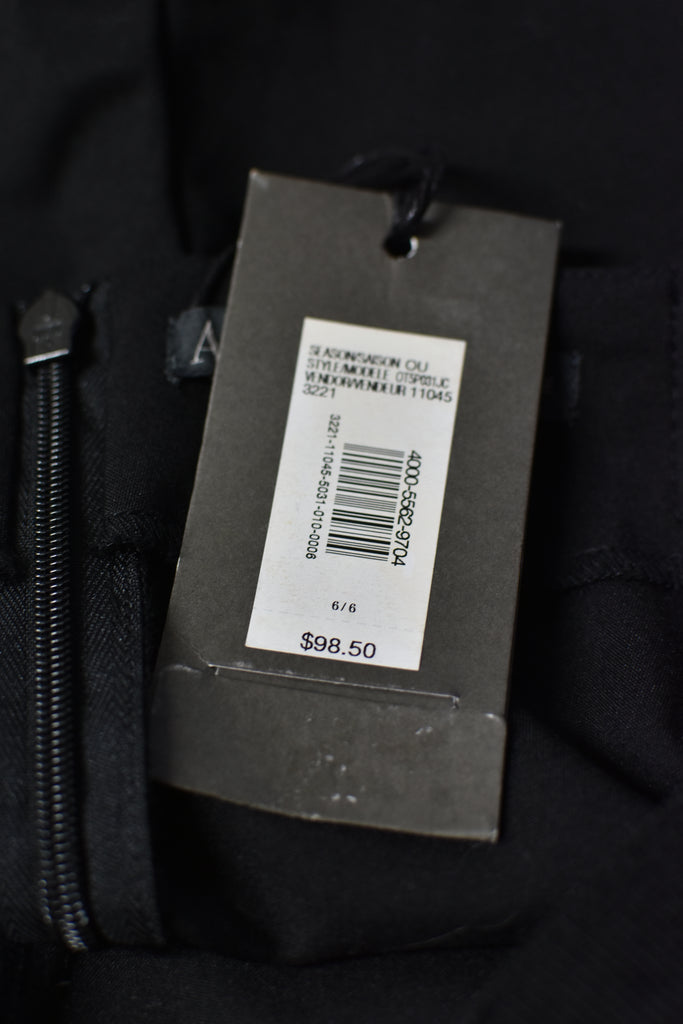 A
SEASON/SAISON OU
STYLE/MODELE OT5P031JC
VENDOR/VENDEUR 11045
3221
4000-5562-9704
3221-11045-5031-010-0006
6/6
$98.50